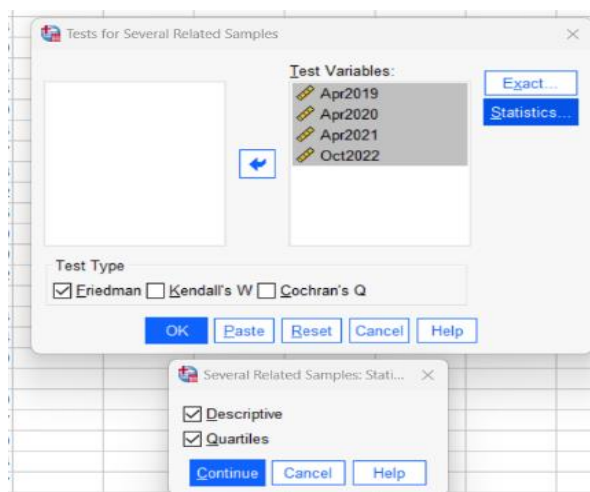 Tests for Several Related Samples
Test Variables:
Apr2019
Apr2020
Apr2021
Oct2022
Exact...
Statistics...
Test Type
Friedman Kendall's W Cochran's Q
OK Paste Reset Cancel Help
Several Related Samples: Stati...
Descriptive
Quartiles
Continue Cancel Help